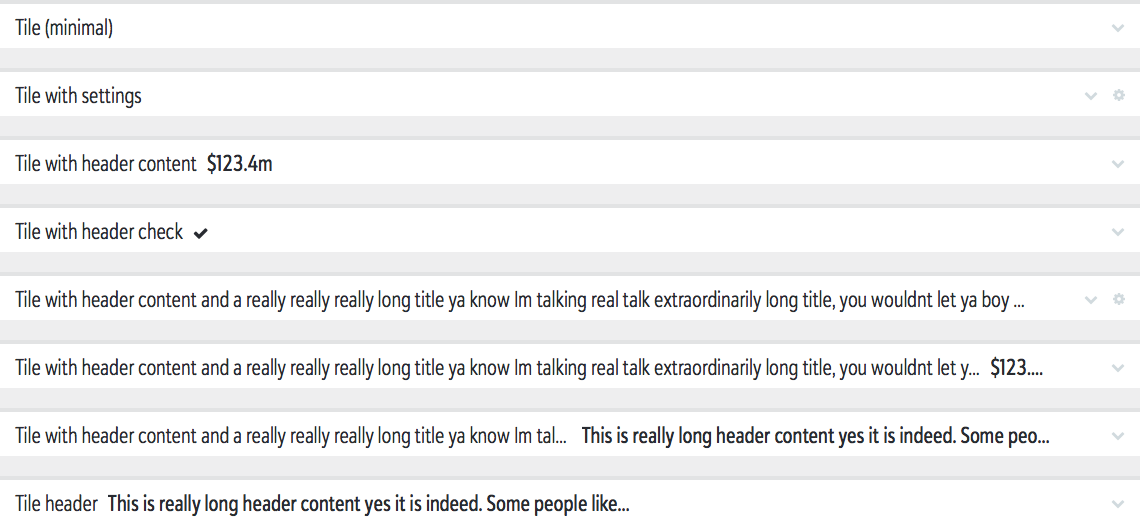 Tile (minimal)
Tile with settings
Tile with header content $123.4m
Tile with header check ✔
Tile with header content and a really really really long title ya know Im talking real talk extraordinarily long title, you wouldnt let ya boy ...
Tile with header content and a really really really long title ya know Im talking real talk extraordinarily long title, you wouldnt let y... $123....
Tile with header content and a really really really long title ya know Im tal... This is really long header content yes it is indeed. Some peo...
Tile header This is really long header content yes it is indeed. Some people like...